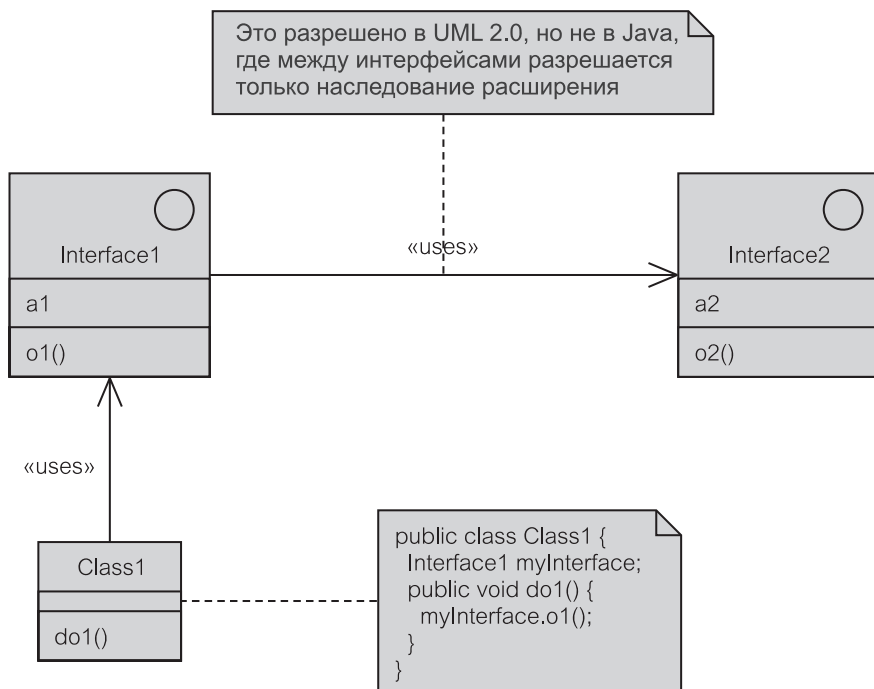 Это разрешено в UML 2.0, но не в Java,
где между интерфейсами разрешается
только наследование расширения
«uses»
Interface1
a1
o1()
Interface2
a2
o2()
«uses»
Class1
do1()
public class Class1 {
Interface1 myInterface;
public void do1() {
myInterface.o1();
}
}